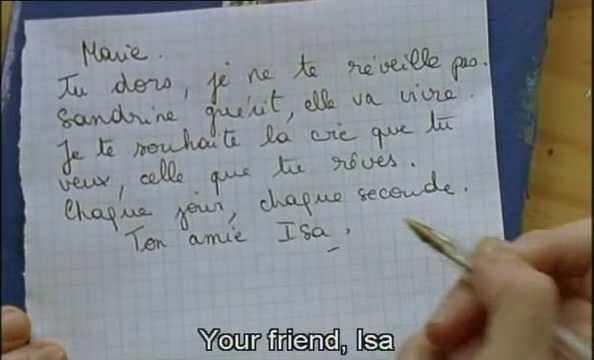 Marie.
Tu dors, je ne te réveille pas.
Sandrine guérit, elle va vivre.
Je te souhaite la vie que tu
veux, celle que tu rêves.
Chaque jour, chaque seconde.
Ton amie Isa.
Your friend, Isa